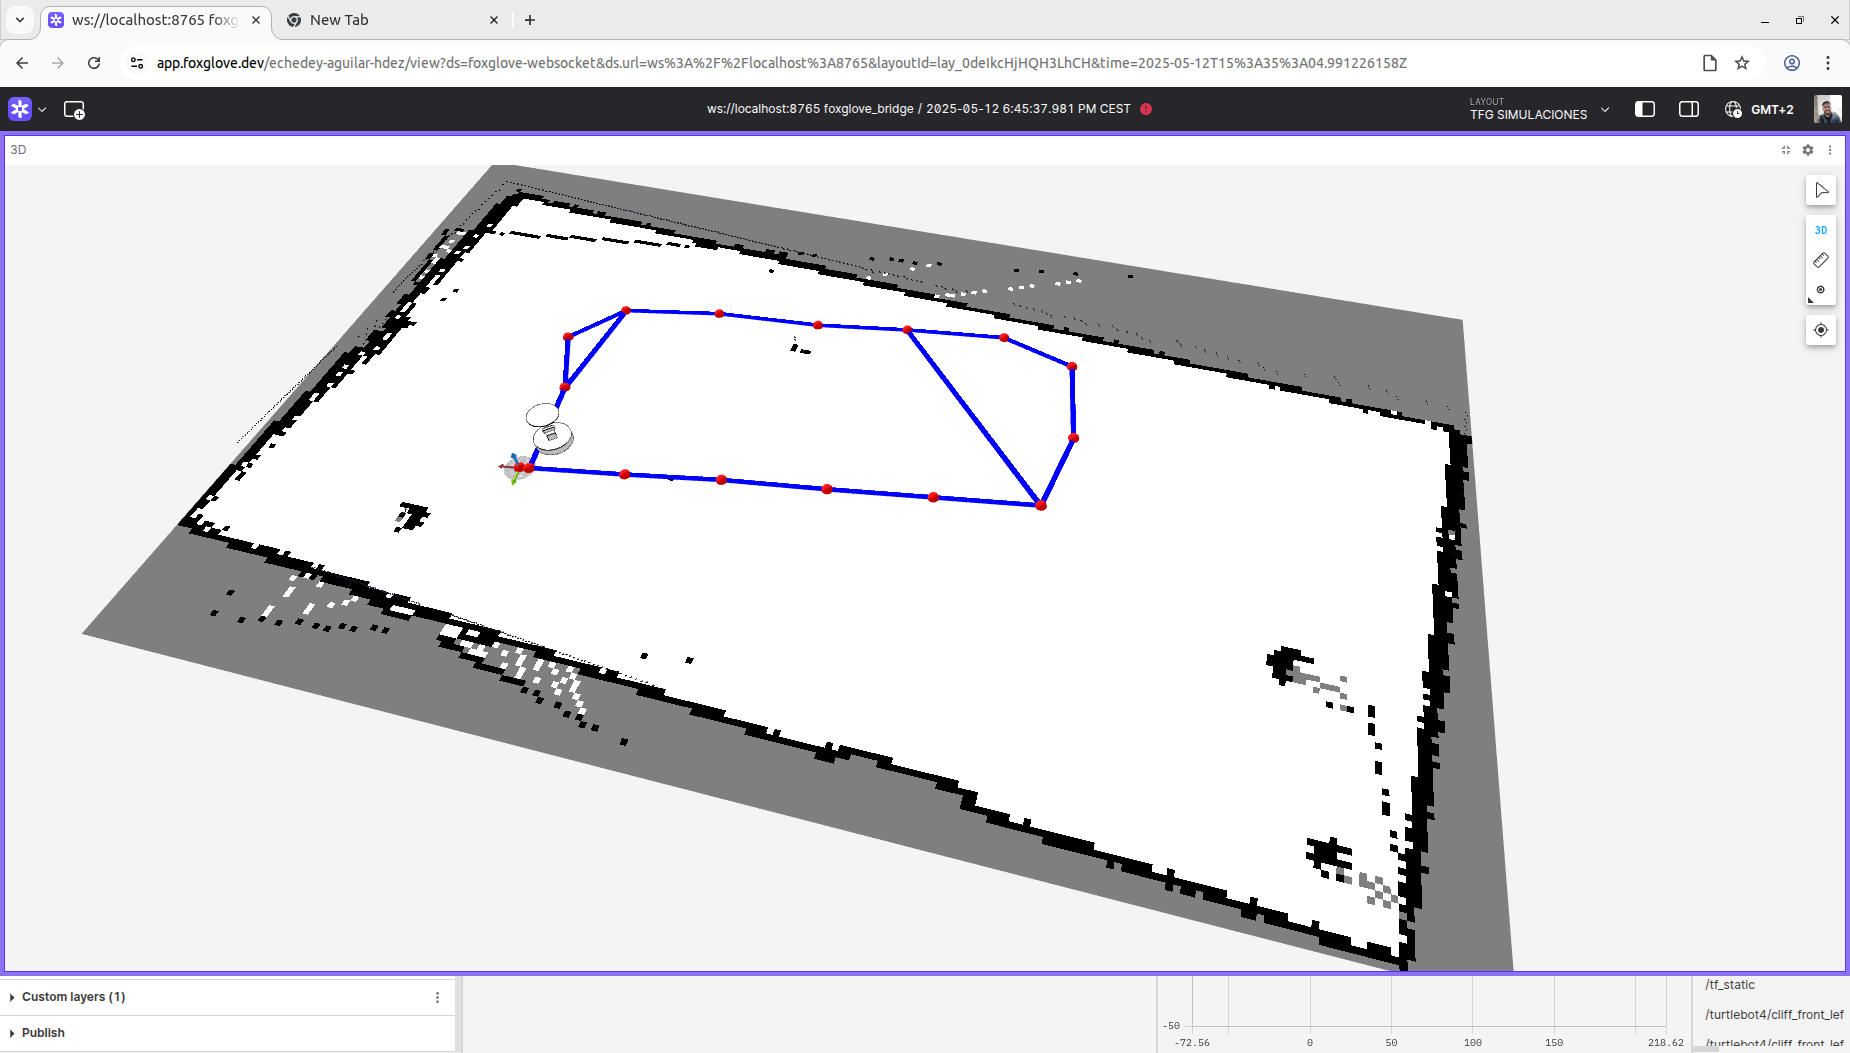 ws://localhost:8765 foxg
New Tab
app.foxglove.dev/echedey-aguilar-hdez/view?ds=foxglove-websocket&ds.url=ws%3A%2F%2Flocalhost%3A8765&layoutId=lay_0deIkcHjHQH3LhCH&time=2025-05-12T15%3A35%3A04.991226158Z
ws://localhost:8765 foxglove_bridge / 2025-05-12 6:45:37.981 PM CEST
LAYOUT
TFG SIMULACIONES
GMT+2
3D
3D
Custom layers (1)
Publish
-50
-72.56 0 50 100 150 218.62
/tf_static
/turtlebot4/cliff_front_lef
/turtlebot4/cliff_front_lef